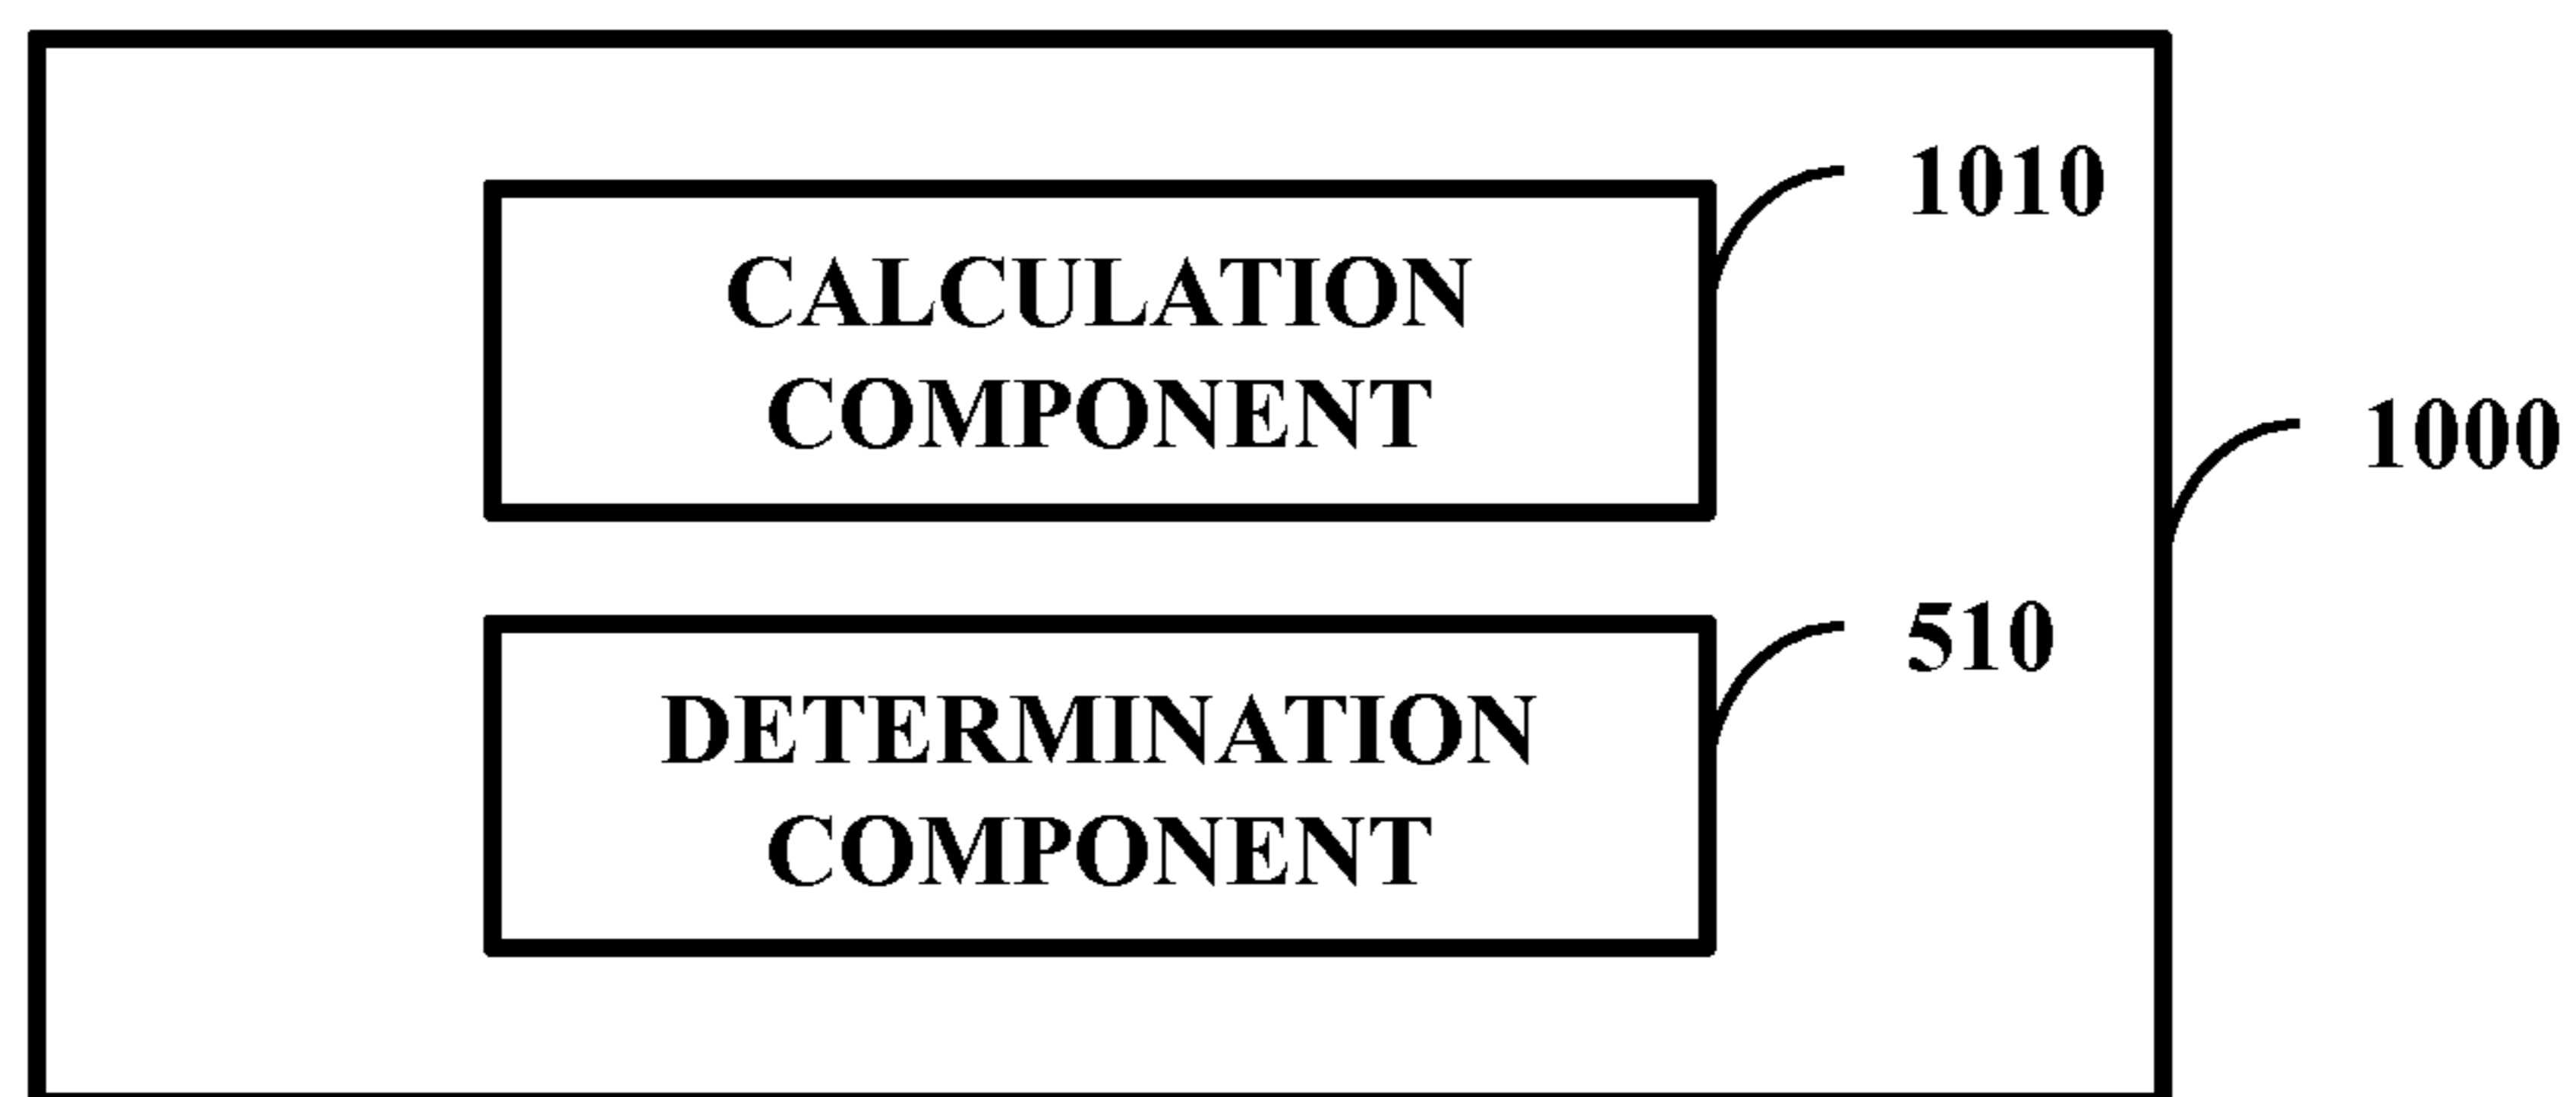 1010
CALCULATION
COMPONENT
1000
510
DETERMINATION
COMPONENT